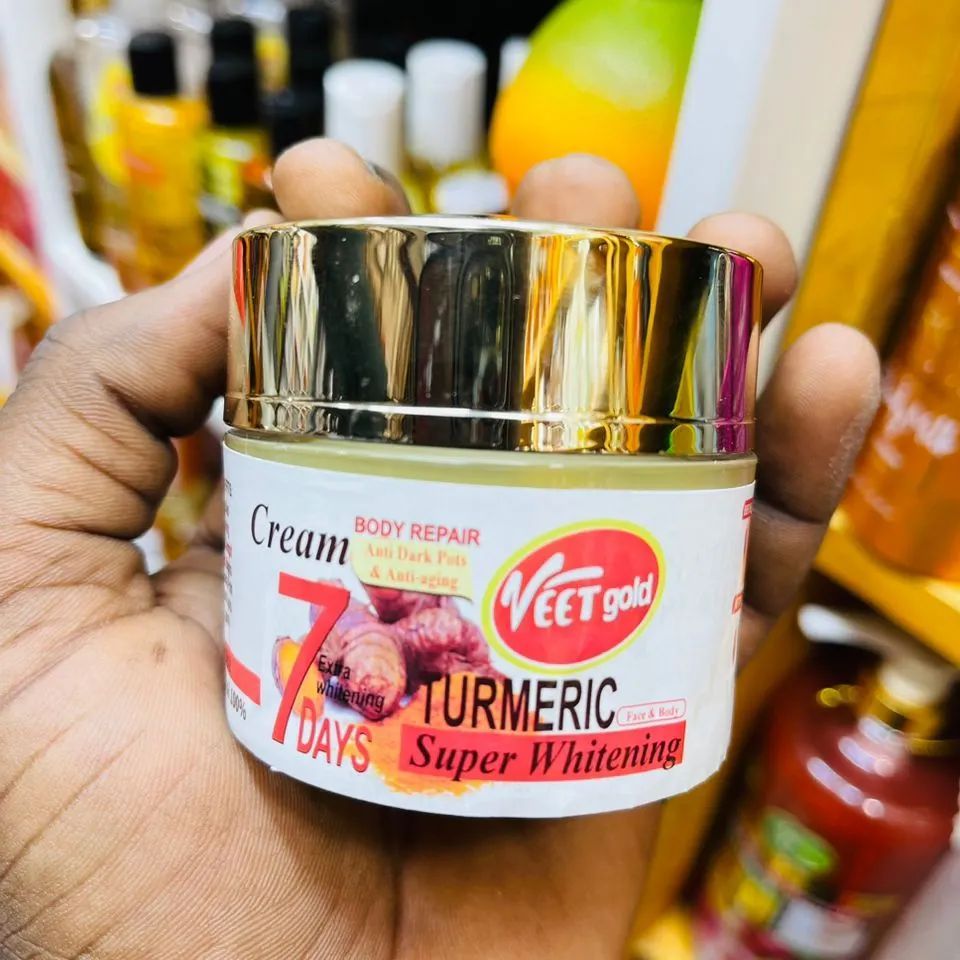 Cream
BODY REPAIR
Anti Dark Pots
& Anti-aging
VEET gold
7
Extra
whitening
DAYS
TURMERIC
Face & Body
Super Whitening
100%